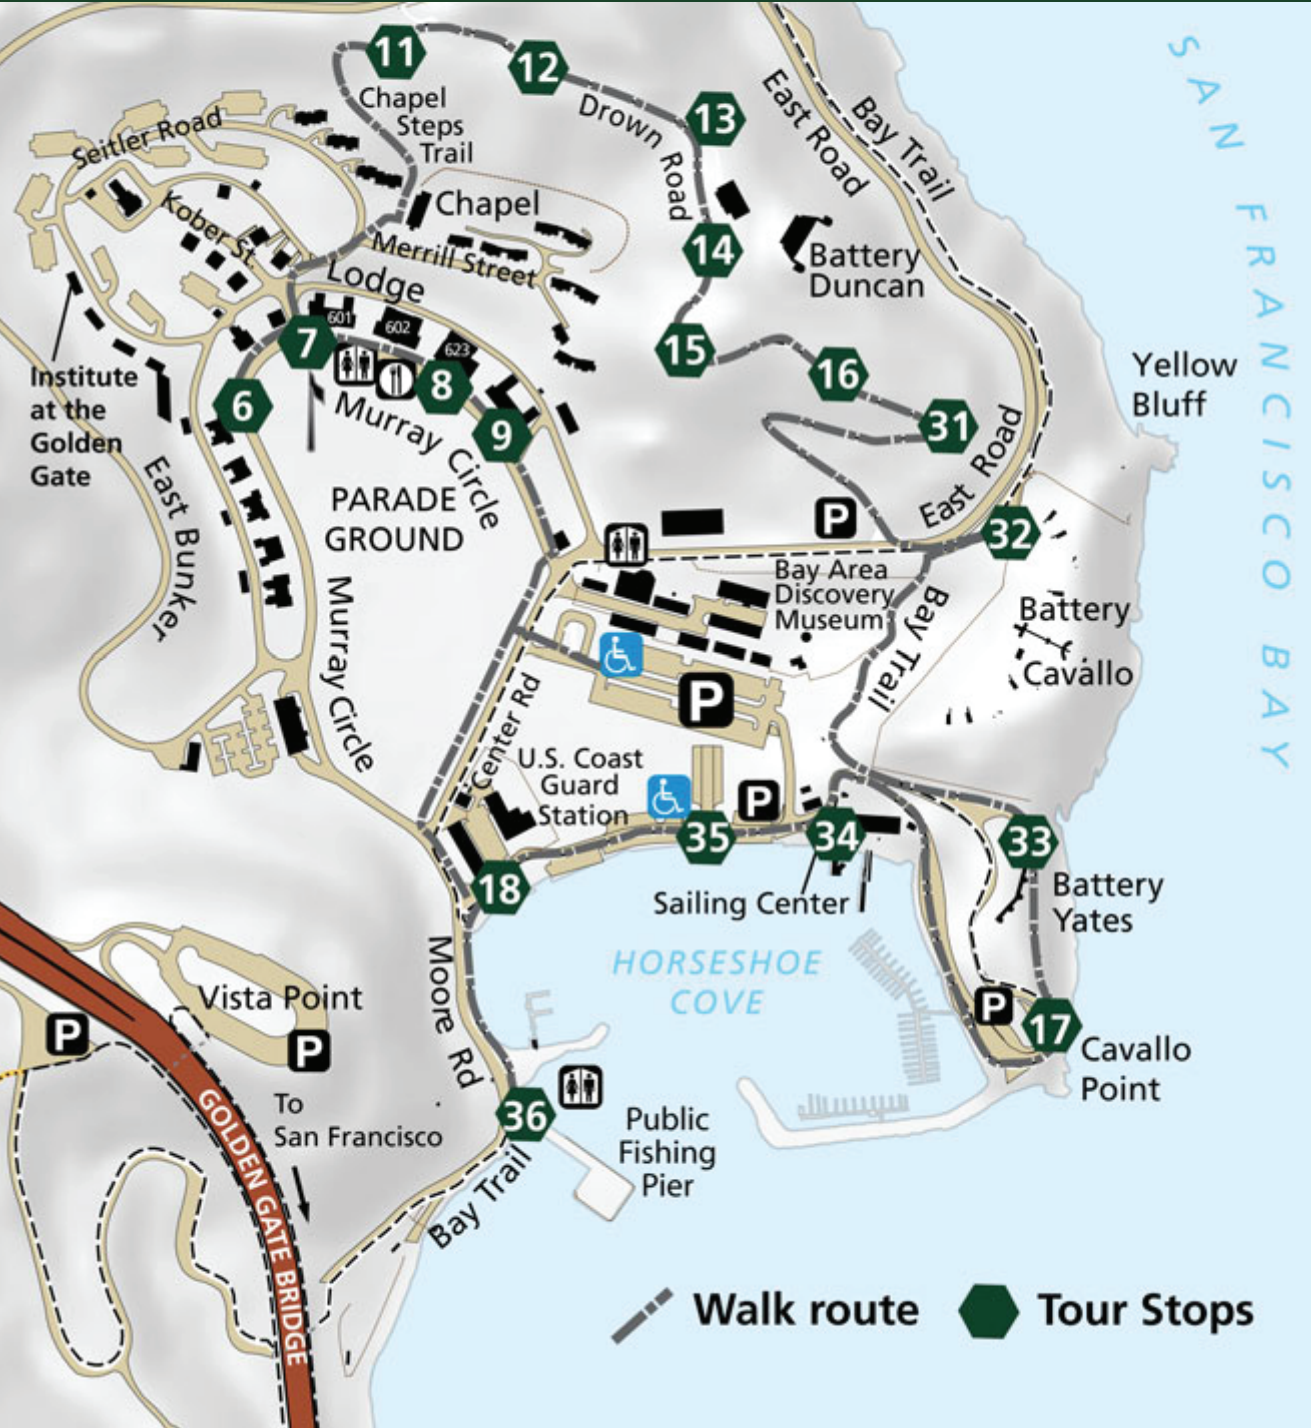 11
12
13
Chapel
Steps
Trail
Drown
Road
East Road
Bay Trail
SAN FRANCISCO BAY
Seitler Road
Kober St.
Chapel
Merrill Street
14
Battery
Duncan
Lodge
601
602
623
7
15
16
31
8
6
9
Institute
at the
Golden
Gate
Murray Circle
Yellow
Bluff
East Road
East Bunker
PARADE
GROUND
P
32
Bay Area
Discovery
Museum
Bay Trail
Battery
Cavallo
Murray Circle
P
Center Rd
U.S. Coast
Guard
Station
P
35
34
33
18
Sailing Center
Battery
Yates
Moore Rd
HORSESHOE
COVE
Vista Point
P
P
P
17
Cavallo
Point
To
San Francisco
36
Public
Fishing
Pier
Bay Trail
GOLDEN GATE BRIDGE
Walk route
Tour Stops